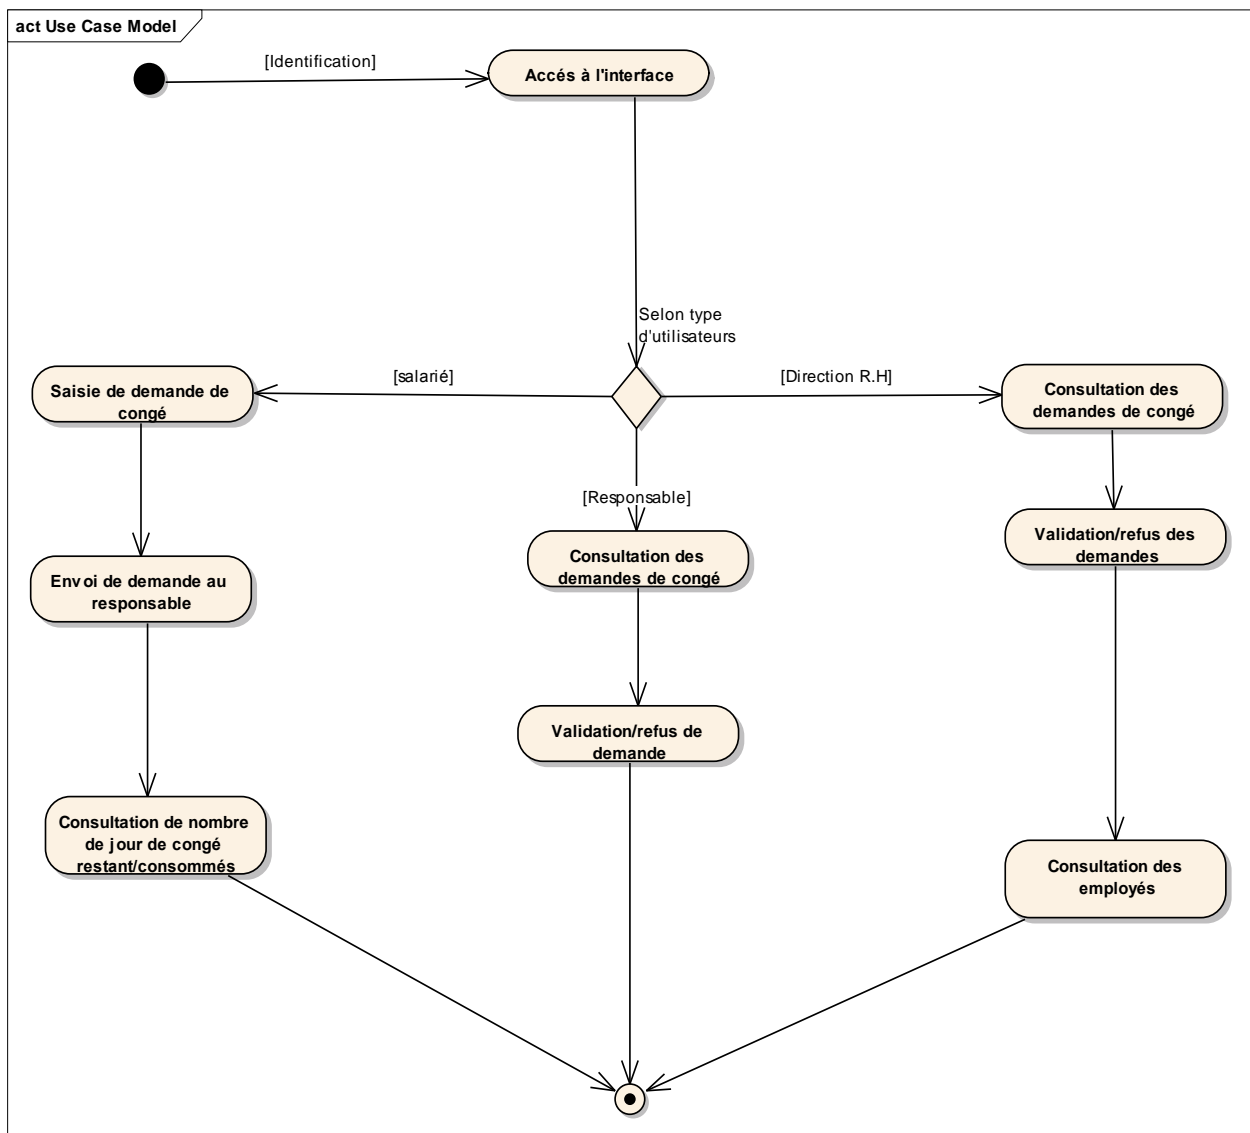 act Use Case Model
[Identification]
Accés à l'interface
Selon type
d'utilisateurs
[salarié]
[Direction R.H]
Saisie de demande de
congé
Consultation des
demandes de congé
[Responsable]
Validation/refus des
demandes
Consultation des
demandes de congé
Envoi de demande au
responsable
Validation/refus de
demande
Consultation de nombre
de jour de congé
restant/consommés
Consultation des
employés